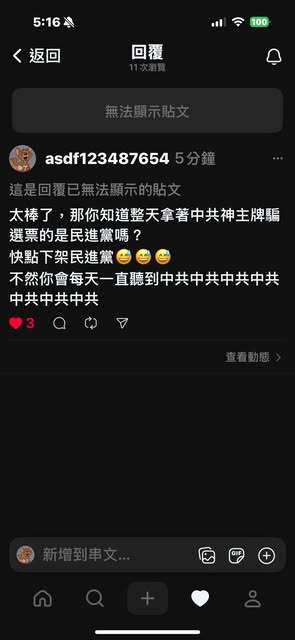 5:16
100
返回
回覆
11次瀏覽
無法顯示貼文
asdf123487654 5分鐘
這是回覆已無法顯示的貼文
太棒了，那你知道整天拿著中共神主牌騙
選票的是民進黨嗎？
快點下架民進黨😅😅😅
不然你會每天一直聽到中共中共中共中共
中共中共中共
3
查看動態
新增到串文...
GIF